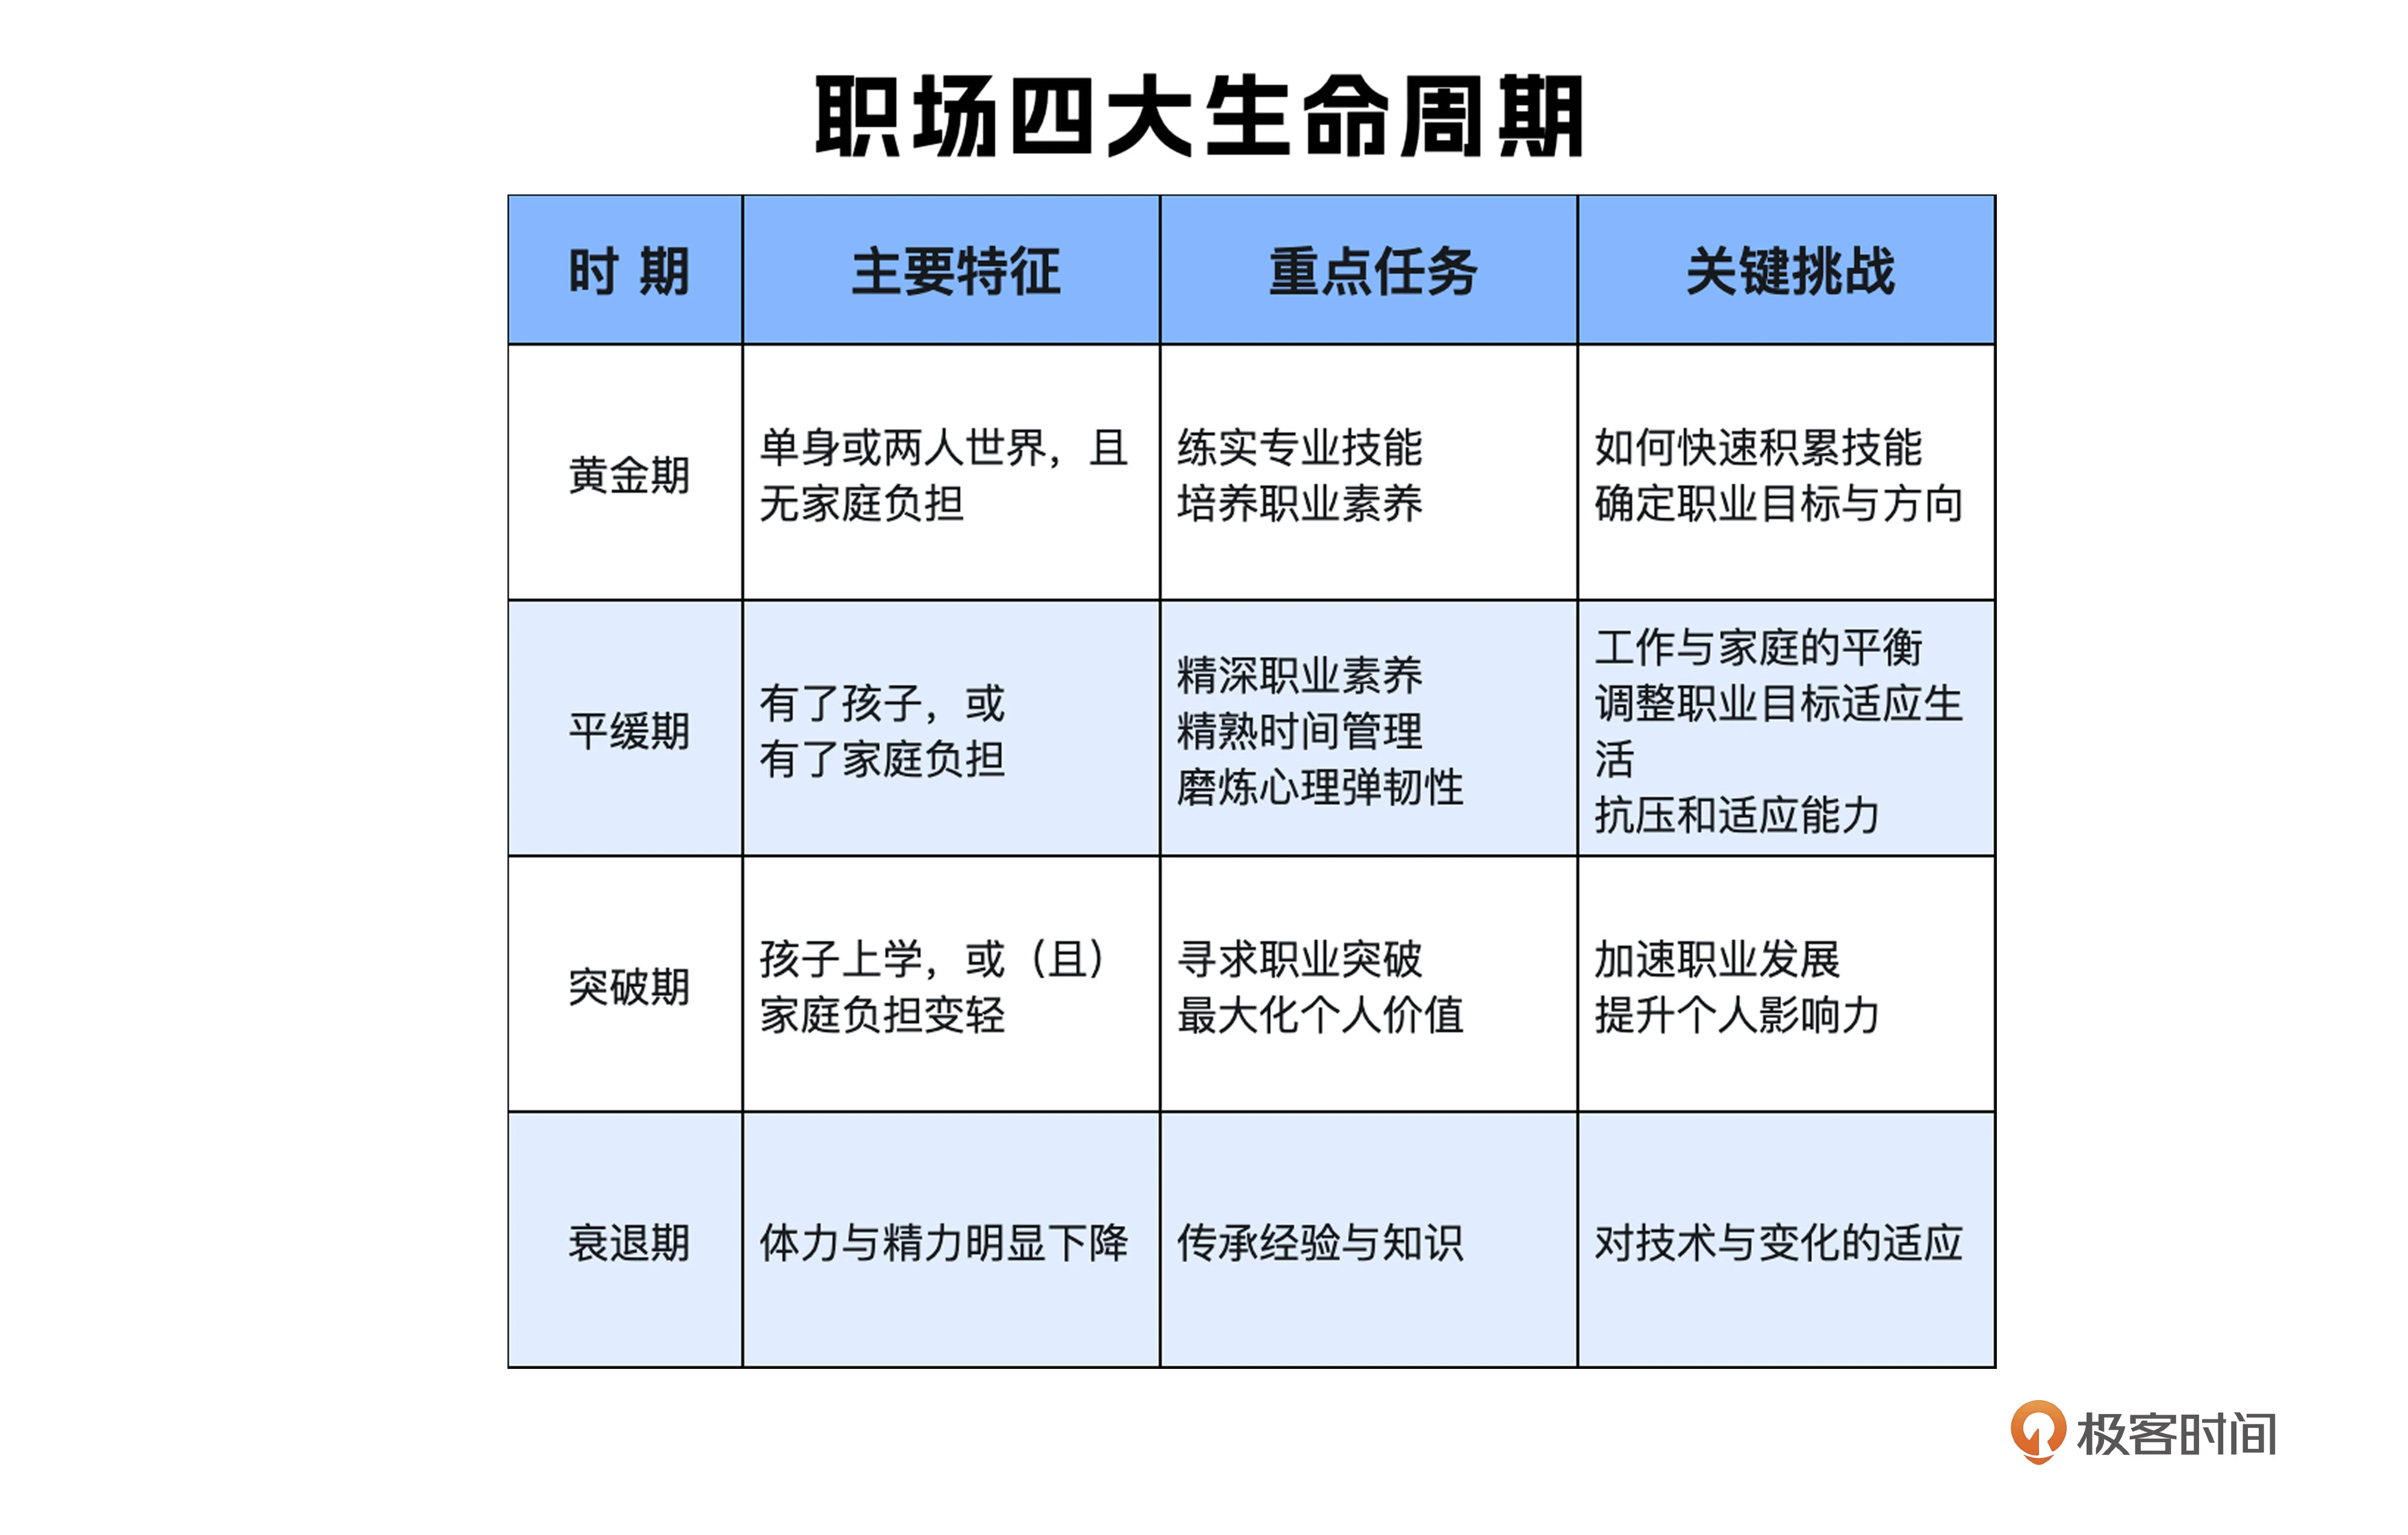 职场四大生命周期
时 期
主要特征
重点任务
关键挑战
黄金期
单身或两人世界，且
无家庭负担
练实专业技能
培养职业素养
如何快速积累技能
确定职业目标与方向
平缓期
有了孩子，或
有了家庭负担
精深职业素养
精熟时间管理
磨炼心理弹韧性
工作与家庭的平衡
调整职业目标适应生
活
抗压和适应能力
突破期
孩子上学，或（且）
家庭负担变轻
寻求职业突破
最大化个人价值
加速职业发展
提升个人影响力
衰退期
体力与精力明显下降
传承经验与知识
对技术与变化的适应
极客时间